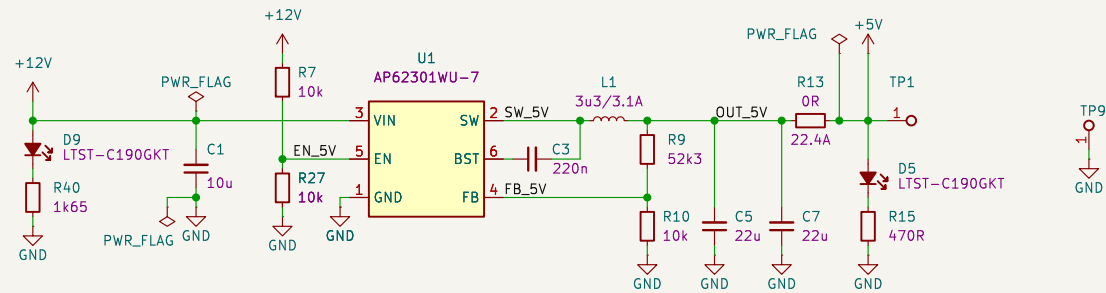 +12V
D9
LTST-C190GKT
R40
1k65
GND
PWR_FLAG
C1
10u
PWR_FLAG
GND
+12V
R7
10k
EN_5V
R27
10k
GND
GND
U1
AP62301WU-7
3 VIN
SW 2
5 EN
BST 6
1 GND
FB 4
SW_5V
L1
3u3/3.1A
C3
220n
FB_5V
R9
52k3
R10
10k
GND
OUT_5V
C5
22u
GND
C7
22u
GND
R13
0R
22.4A
PWR_FLAG
+5V
TP1
1
D5
LTST-C190GKT
R15
470R
GND
TP9
1
GND